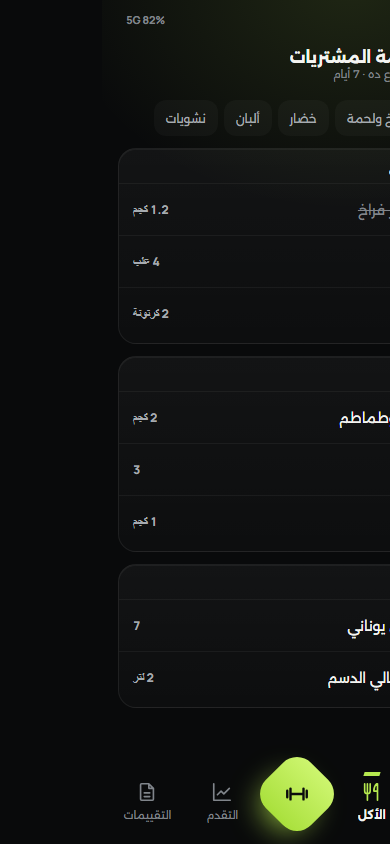 5G 82%
ة المشتريات
ع ده · 7 أيام
خ ولحمة
خضار
ألبان
نشويات
فراخ
1.2 كجم
4 علب
2 كرتونة
طماطم
2 كجم
3
1 كجم
يوناني
7
الي الدسم
2 لتر
الأكل
التقدم
التقييمات